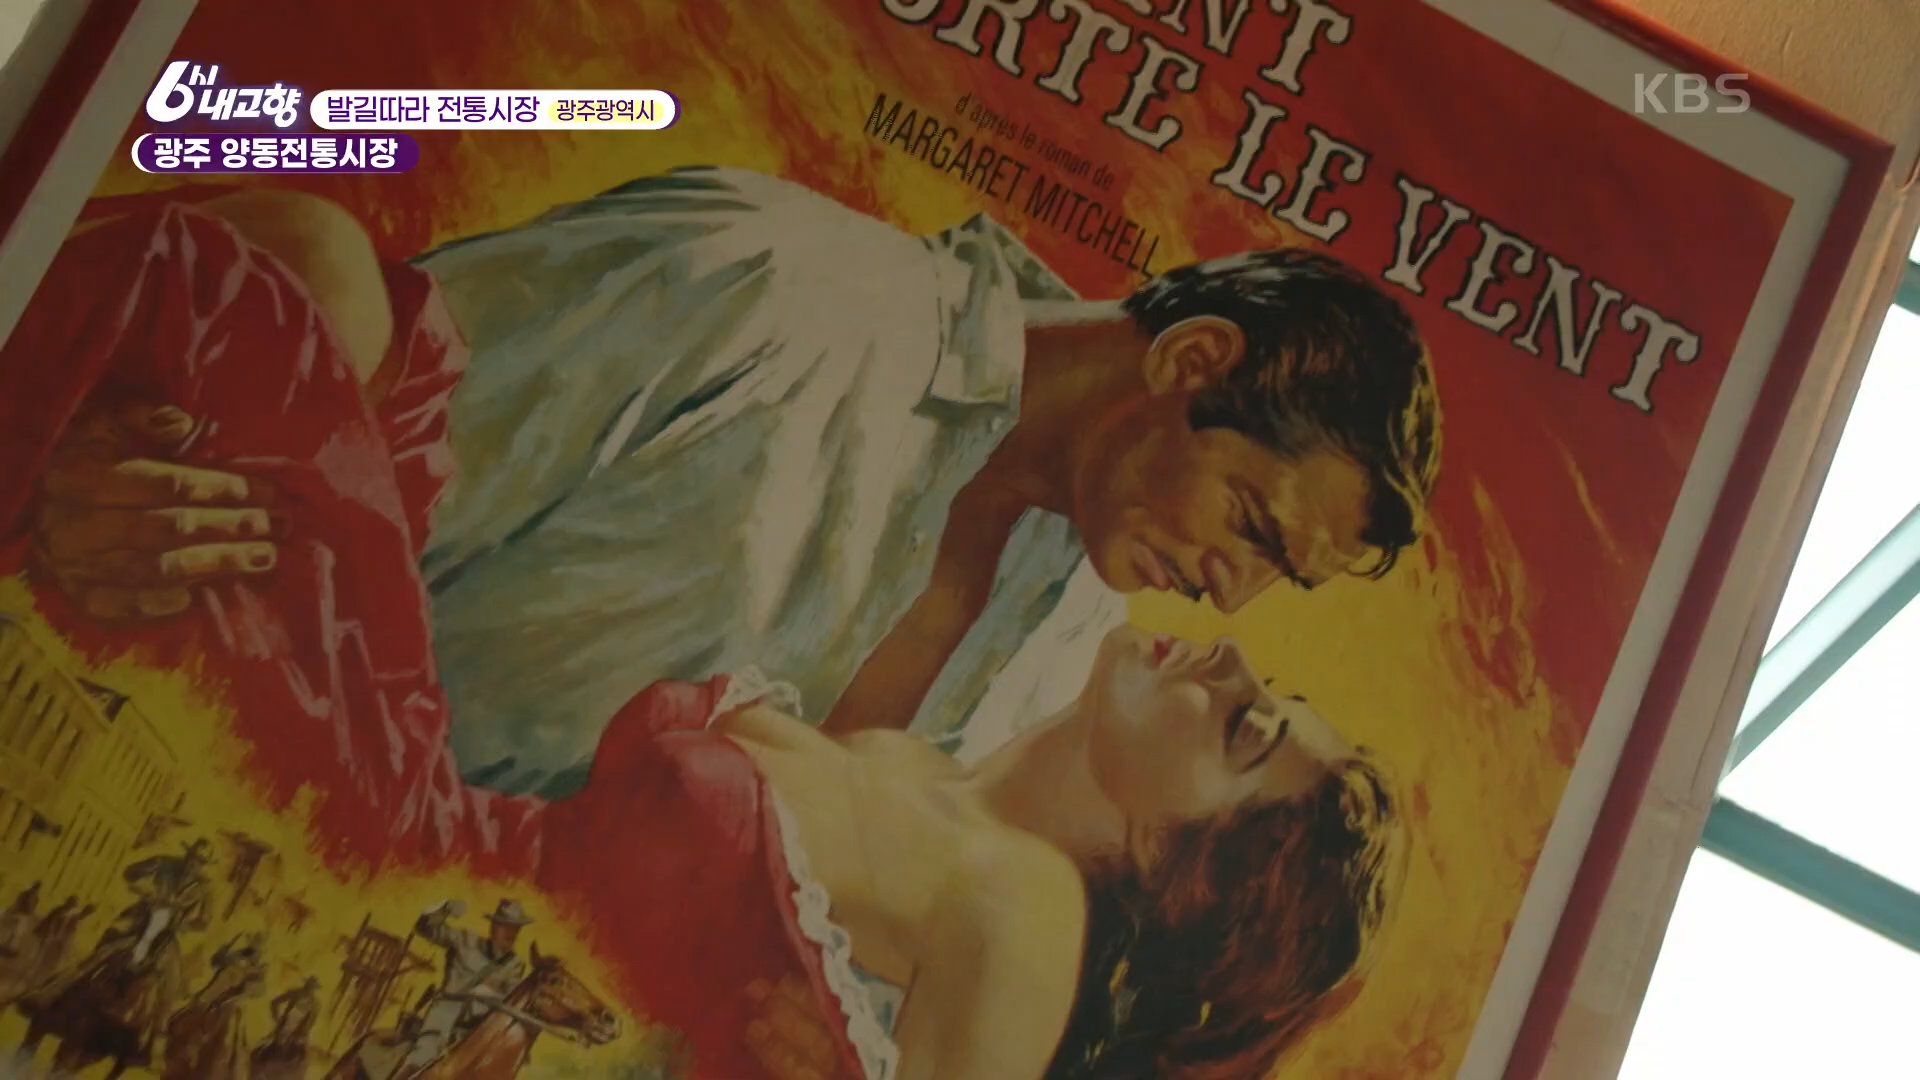 6시 내고향
발길따라 전통시장 광주광역시
광주 양동전통시장
KBS
ORTE LE VENT
d'après le roman de
MARGARET MITCHELL